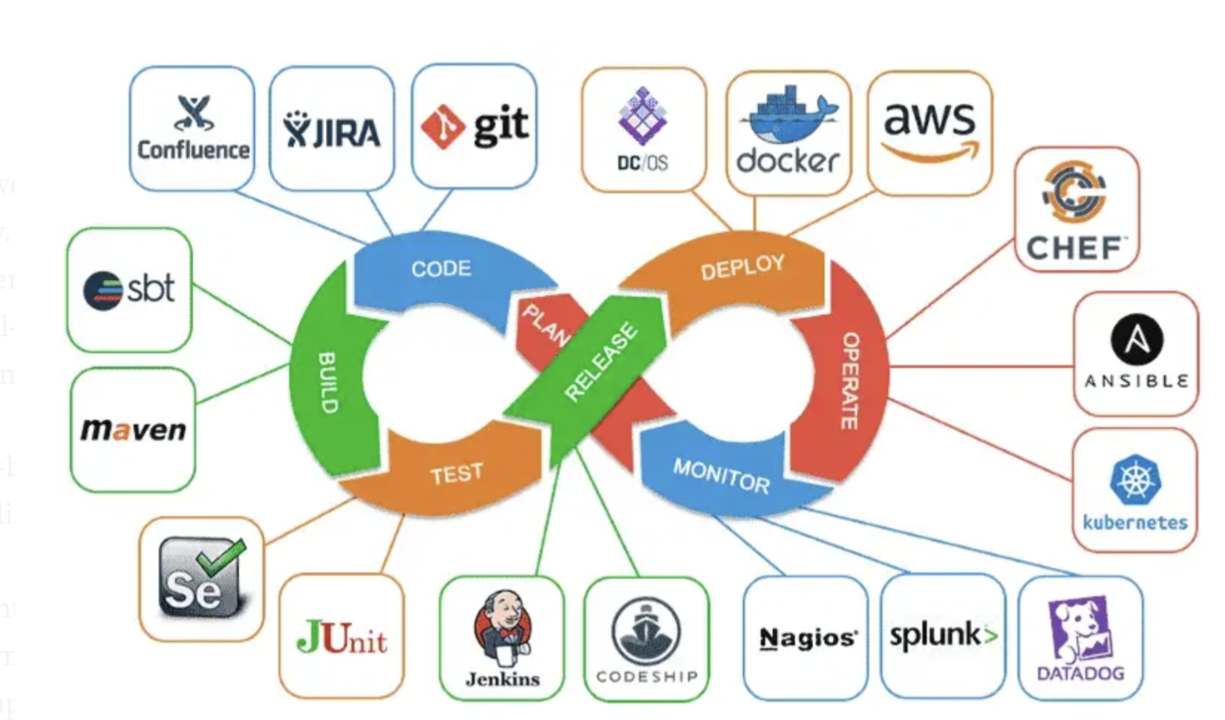 Confluence
JIRA
git
DC/OS
docker
aws
CHEF
sbt
maven
CODE
PLAN
RELEASE
DEPLOY
OPERATE
BUILD
TEST
MONITOR
ANSIBLE
kubernetes
Se
JUnit
Jenkins
CODESHIP
Nagios®
splunk>
DATADOG